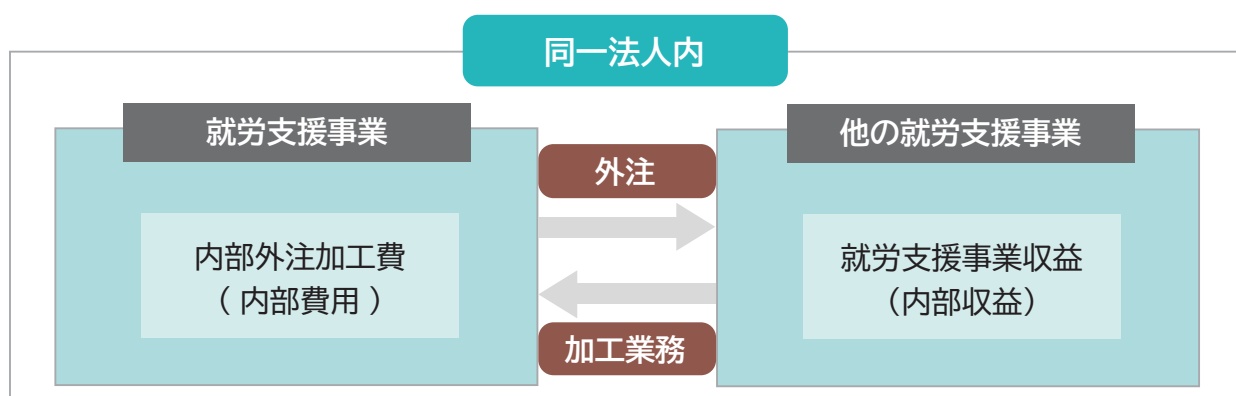 同一法人内
就労支援事業
他の就労支援事業
外注
内部外注加工費
（ 内部費用 ）
就労支援事業収益
（内部収益）
加工業務